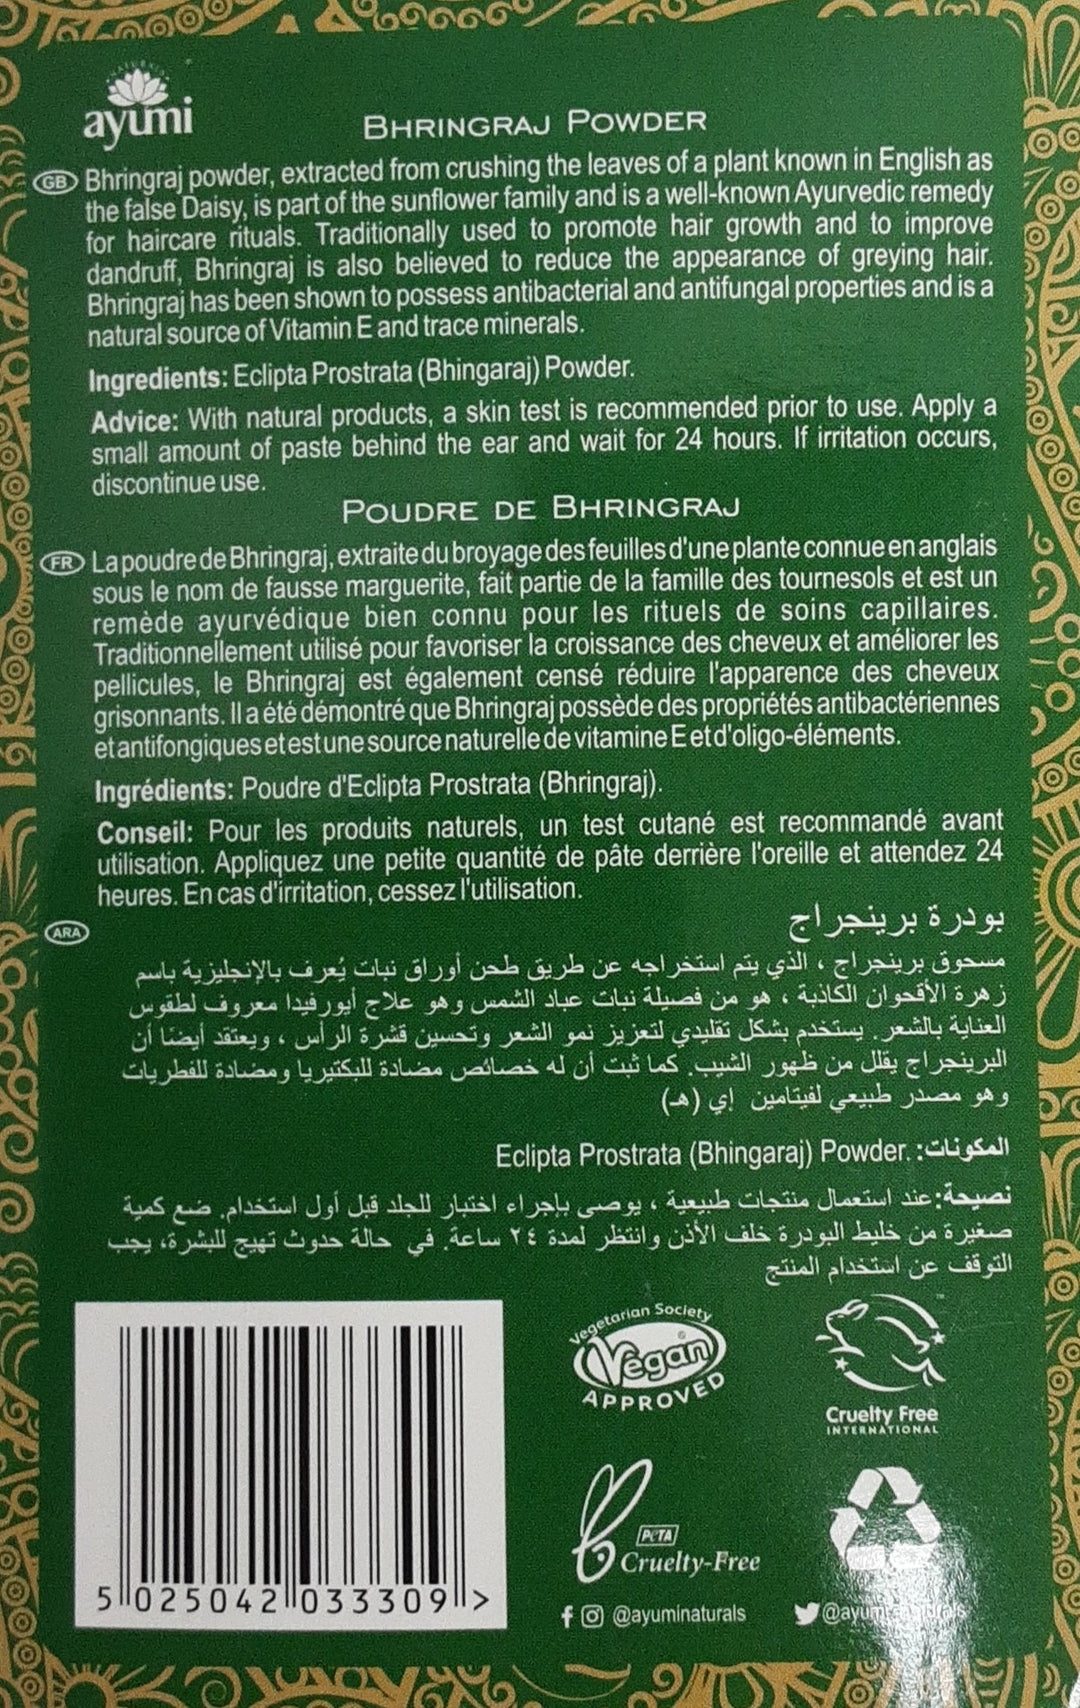 NATURALS
ayumi
BHRINGRAJ POWDER
GB Bhringraj powder, extracted from crushing the leaves of a plant known in English as
the false Daisy, is part of the sunflower family and is a well-known Ayurvedic remedy
for haircare rituals. Traditionally used to promote hair growth and to improve
dandruff, Bhringraj is also believed to reduce the appearance of greying hair.
Bhringraj has been shown to possess antibacterial and antifungal properties and is a
natural source of Vitamin E and trace minerals.
Ingredients: Eclipta Prostrata (Bhingaraj) Powder.
Advice: With natural products, a skin test is recommended prior to use. Apply a
small amount of paste behind the ear and wait for 24 hours. If irritation occurs,
discontinue use.
POUDRE DE BHRINGRAJ
FR La poudre de Bhringraj, extraite du broyage des feuilles d'une plante connue en anglais
sous le nom de fausse marguerite, fait partie de la famille des tournesols et est un
remède ayurvédique bien connu pour les rituels de soins capillaires.
Traditionnellement utilisé pour favoriser la croissance des cheveux et améliorer les
pellicules, le Bhringraj est également censé réduire l'apparence des cheveux
grisonnants. Il a été démontré que Bhringraj possède des propriétés antibactériennes
et antifongiques et est une source naturelle de vitamine E et d'oligo-éléments.
Ingrédients: Poudre d'Eclipta Prostrata (Bhringraj).
Conseil: Pour les produits naturels, un test cutané est recommandé avant
utilisation. Appliquez une petite quantité de pâte derrière l'oreille et attendez 24
heures. En cas d'irritation, cessez l'utilisation.
ARA
بودرة برينجراج
مسحوق برينجراج ، الذي يتم استخراجه عن طريق طحن أوراق نبات يُعرف بالإنجليزية باسم
زهرة الأقحوان الكاذبة ، هو من فصيلة نبات عباد الشمس وهو علاج أيورفيدا معروف لطقوس
العناية بالشعر. يستخدم بشكل تقليدي لتعزيز نمو الشعر وتحسين قشرة الرأس ، ويعتقد أيضًا أن
البرينجراج يقلل من ظهور الشيب. كما ثبت أن له خصائص مضادة للبكتيريا ومضادة للفطريات
وهو مصدر طبيعي لفيتامين إي (هـ)
المكونات: Eclipta Prostrata (Bhingaraj) Powder.
نصيحة: عند استعمال منتجات طبيعية ، يوصى بإجراء اختبار للجلد قبل أول استخدام. ضع كمية
صغيرة من خليط البودرة خلف الأذن وانتظر لمدة ٢٤ ساعة. في حالة حدوث تهيج للبشرة، يجب
التوقف عن استخدام المنتج
Vegetarian Society
Vegan
APPROVED
Cruelty Free
INTERNATIONAL
PETA
Cruelty-Free
5 025042 033309 >
@ayuminaturals
@ayuminaturals